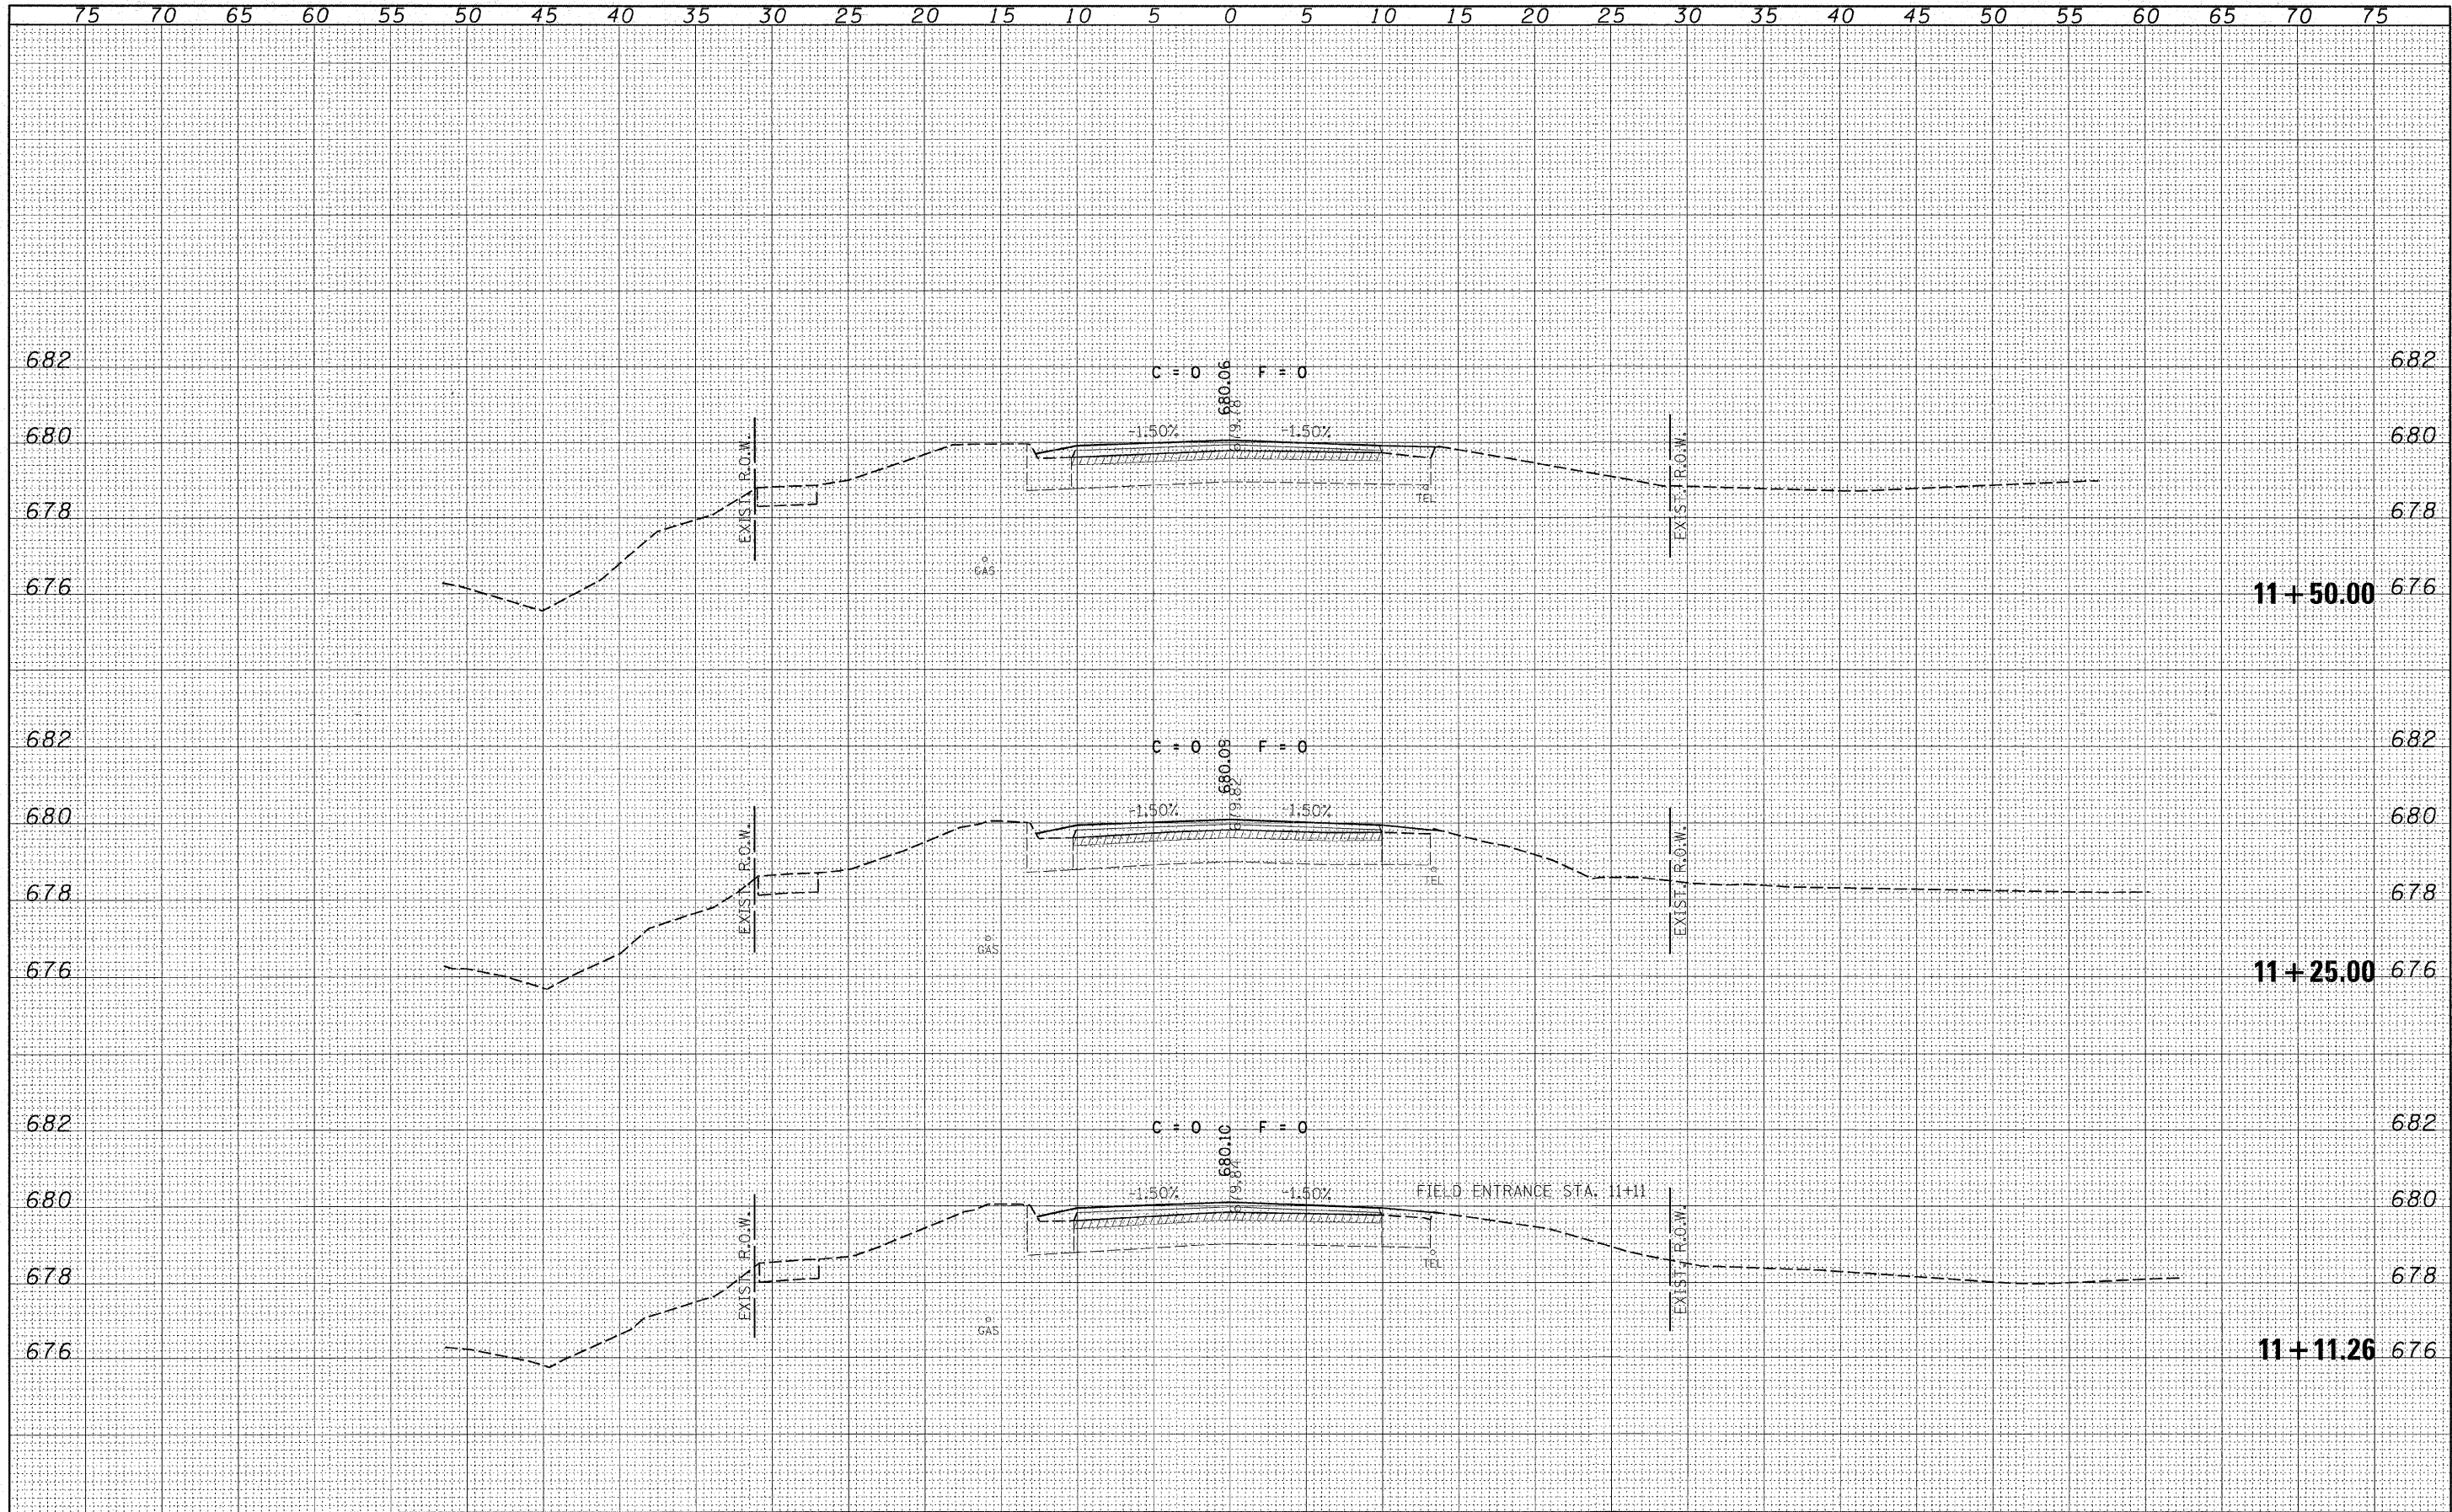 75 70 65 60 55 50 45 40 35 30 25 20 15 10 5 0 5 10 15 20 25 30 35 40 45 50 55 60 65 70 75
682 682
C = 0 680.06 F = 0
679.78
680 -1.50% -1.50% 680
EXIST. R.O.W. EXIST. R.O.W.
TEL
678 678
GAS
676 11+50.00 676
682 682
C = 0 680.09 F = 0
679.82
680 -1.50% -1.50% 680
EXIST. R.O.W. EXIST. R.O.W.
TEL
678 678
GAS
676 11+25.00 676
682 682
C = 0 680.10 F = 0
679.84
680 -1.50% -1.50% FIELD ENTRANCE STA. 11+11 680
EXIST. R.O.W. EXIST. R.O.W.
TEL
678 678
GAS
676 11+11.26 676